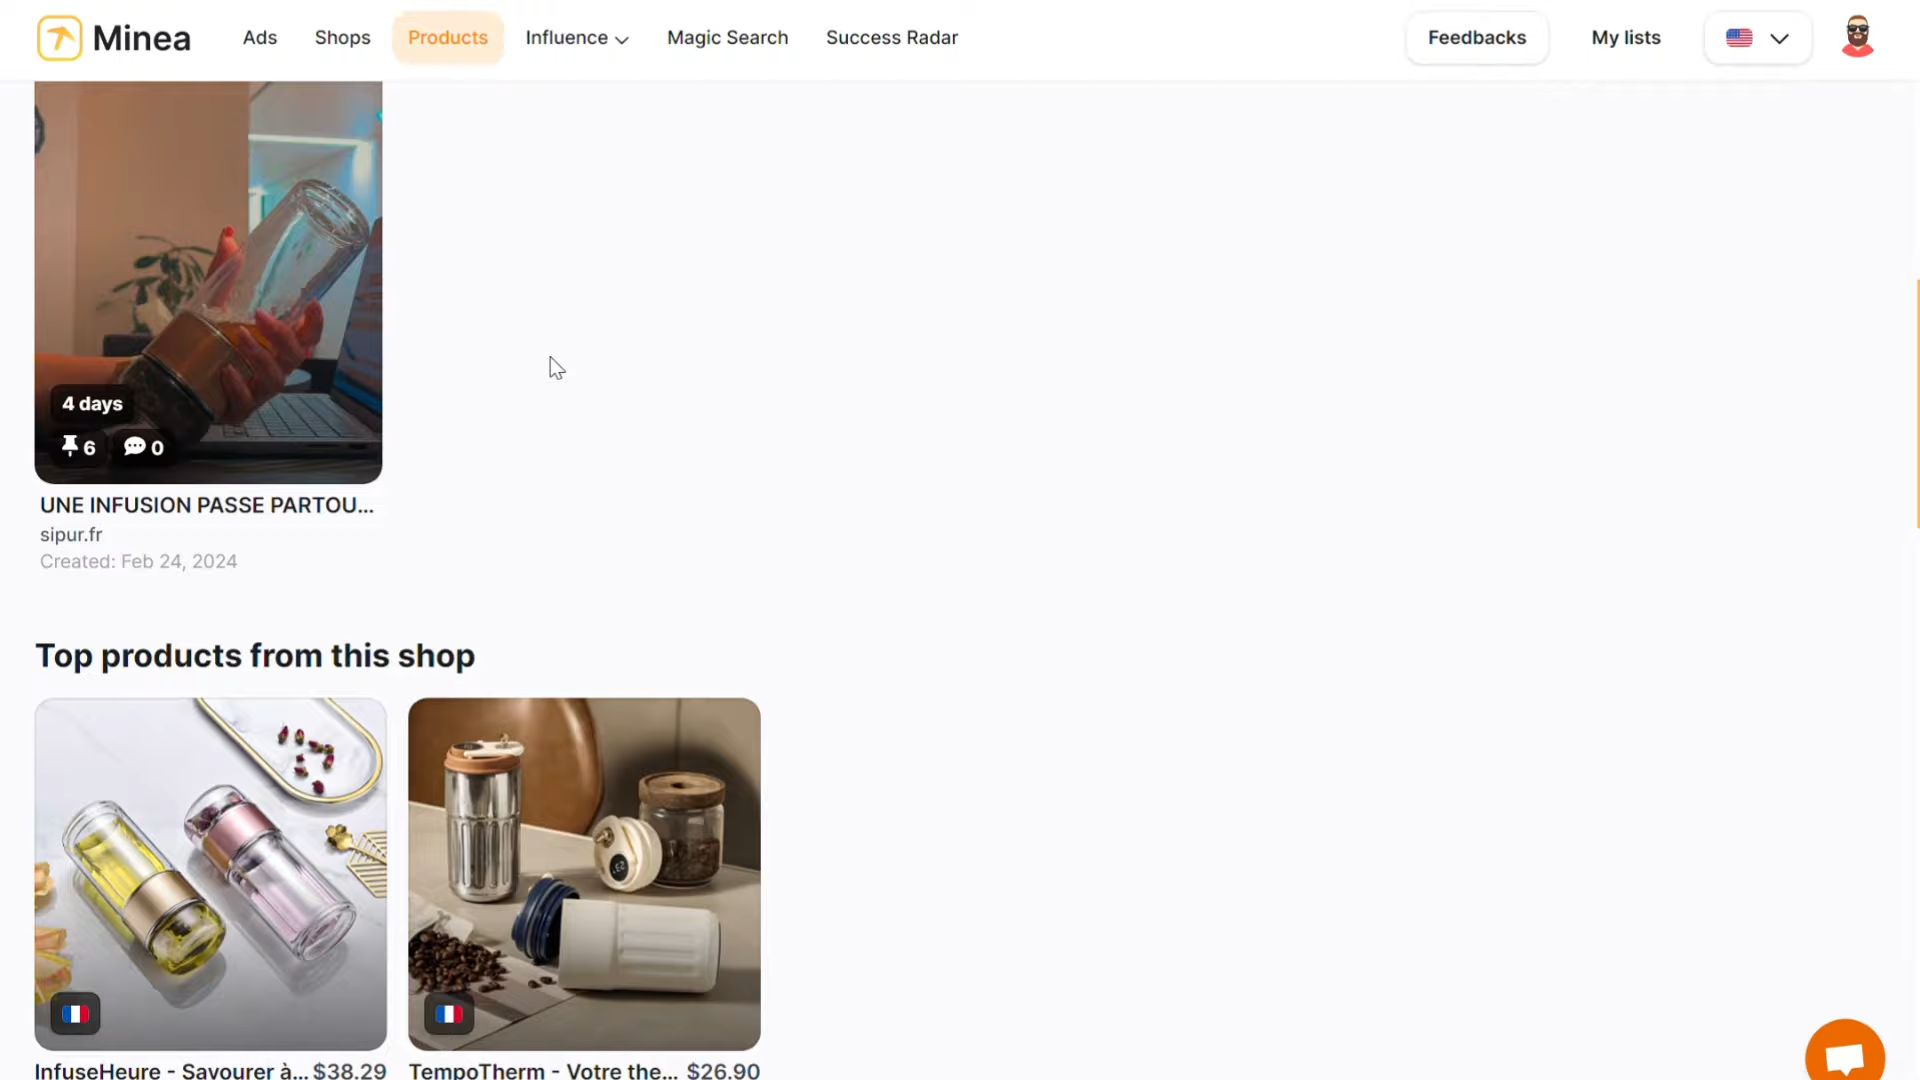 Minea
Ads
Shops
Products
Influence
Magic Search
Success Radar
Feedbacks
My lists
4 days
6
0
UNE INFUSION PASSE PARTOU...
sipur.fr
Created: Feb 24, 2024
Top products from this shop
InfuseHeure - Savourer à... $38.29
TempoTherm - Votre the... $26.90